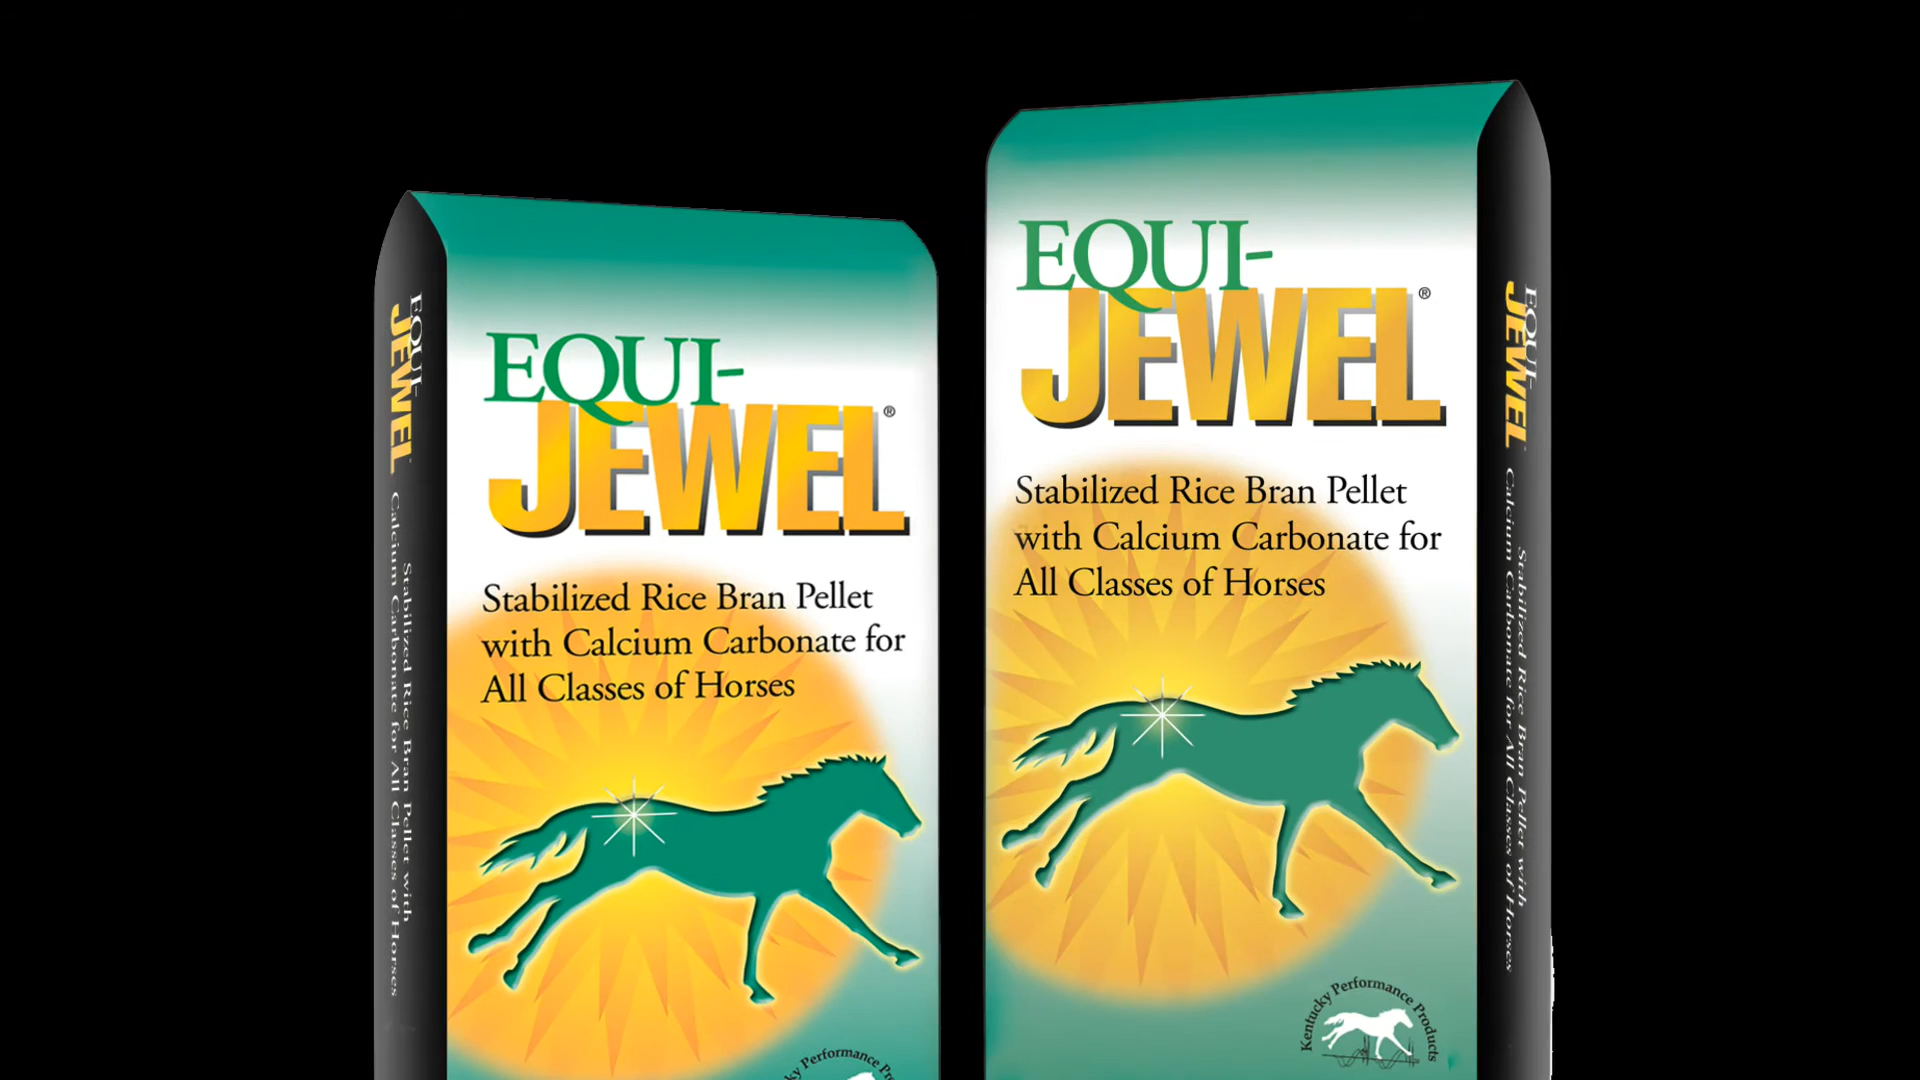 EQUI-
JEWEL®
Stabilized Rice Bran Pellet
with Calcium Carbonate for
All Classes of Horses
ky Performance Pr
EQUI-
JEWEL
Stabilized Rice Bran Pellet with
Calcium Carbonate for All Classes of Horses
EQUI-
JEWEL®
Stabilized Rice Bran Pellet
with Calcium Carbonate for
All Classes of Horses
Kentucky Performance Products
EQUI-
JEWEL
Stabilized Rice Bran Pellet with
Calcium Carbonate for All Classes of Horses